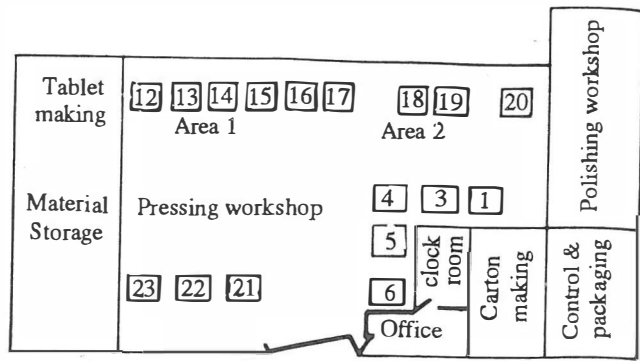 Tablet
making
12 13 14 15 16 17 18 19 20
Area 1
Area 2
Polishing workshop
Material
Storage
Pressing workshop
4 3 1
5
6
23 22 21
clock
room
Office
Carton
making
Control &
packaging